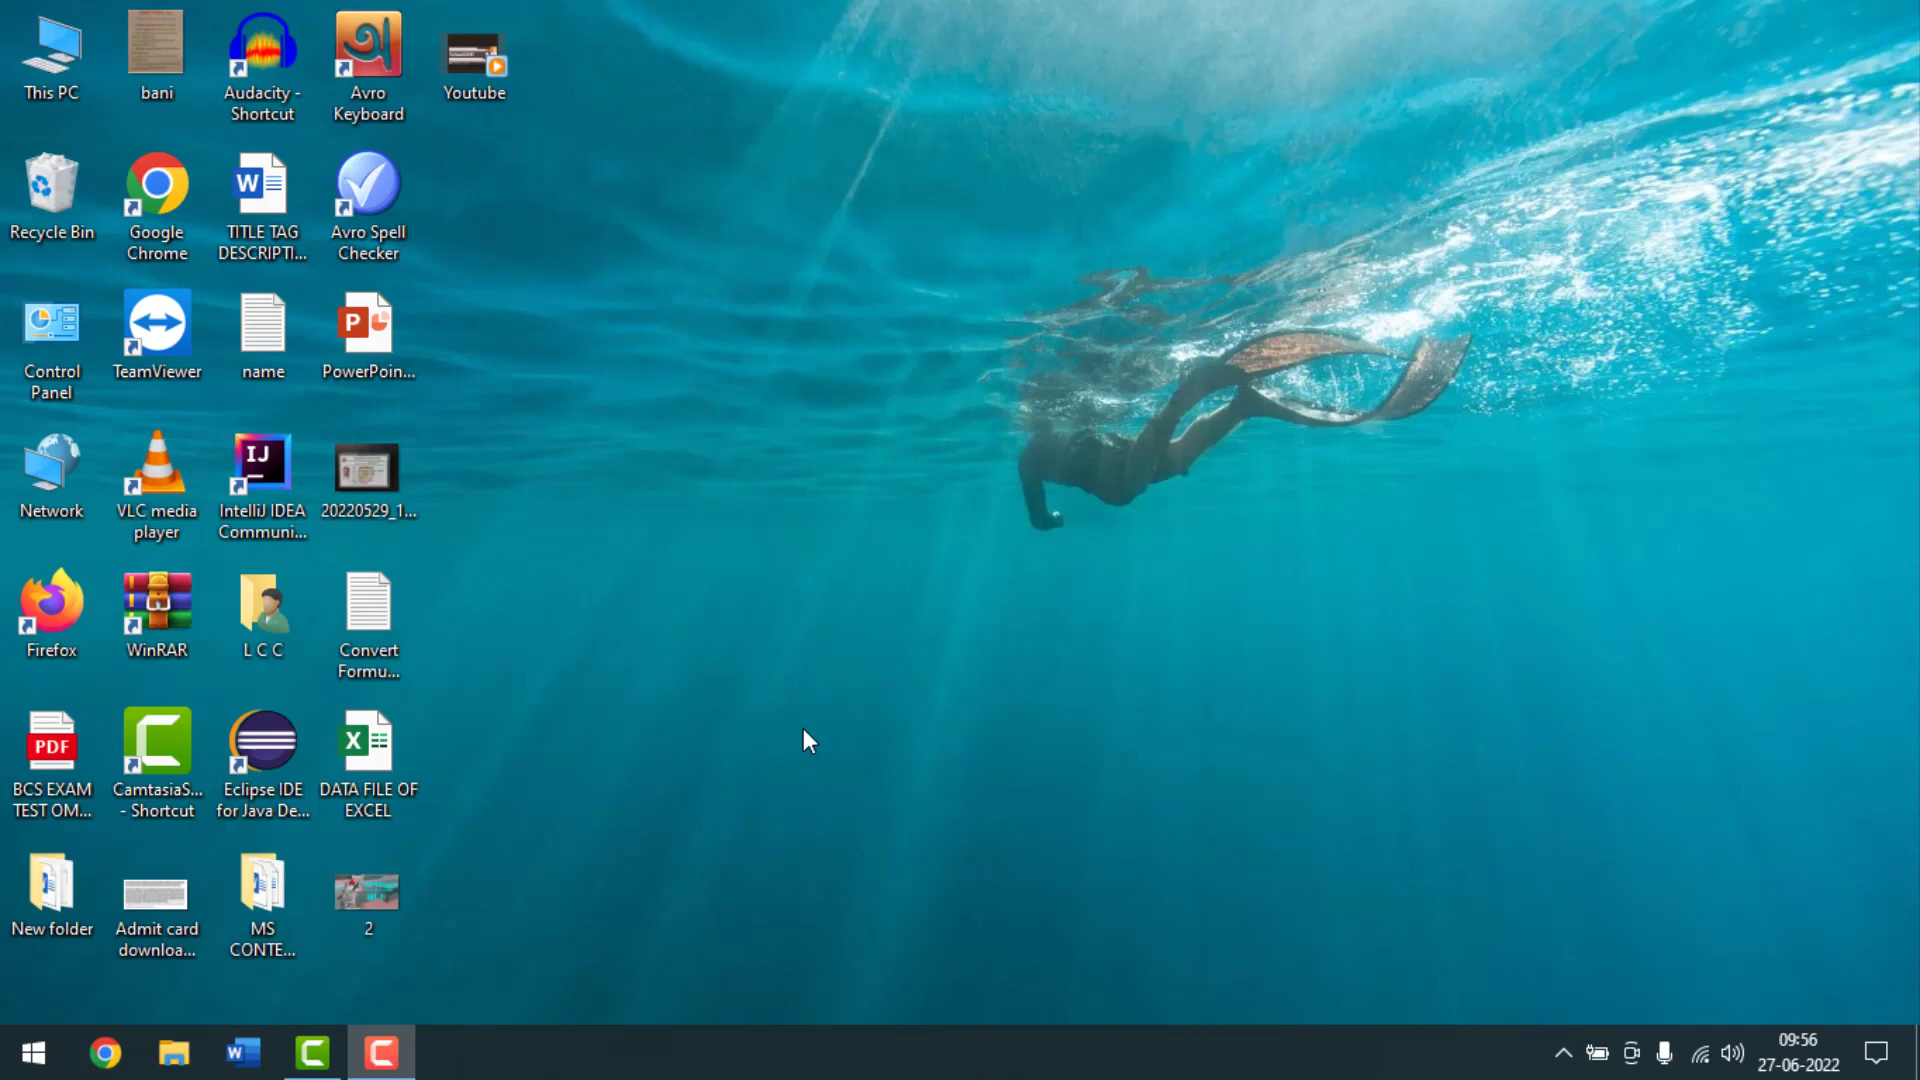 This PC
bani
Audacity -
Shortcut
Avro
Keyboard
Youtube
Recycle Bin
Google
Chrome
TITLE TAG
DESCRIPTI...
Avro Spell
Checker
Control
Panel
TeamViewer
name
PowerPoin...
Network
VLC media
player
IntelliJ IDEA
Communi...
20220529_1...
Firefox
WinRAR
L C C
Convert
Formu...
BCS EXAM
TEST OM...
CamtasiaS...
- Shortcut
Eclipse IDE
for Java De...
DATA FILE OF
EXCEL
New folder
Admit card
downloa...
MS
CONTE...
2
09:56
27-06-2022